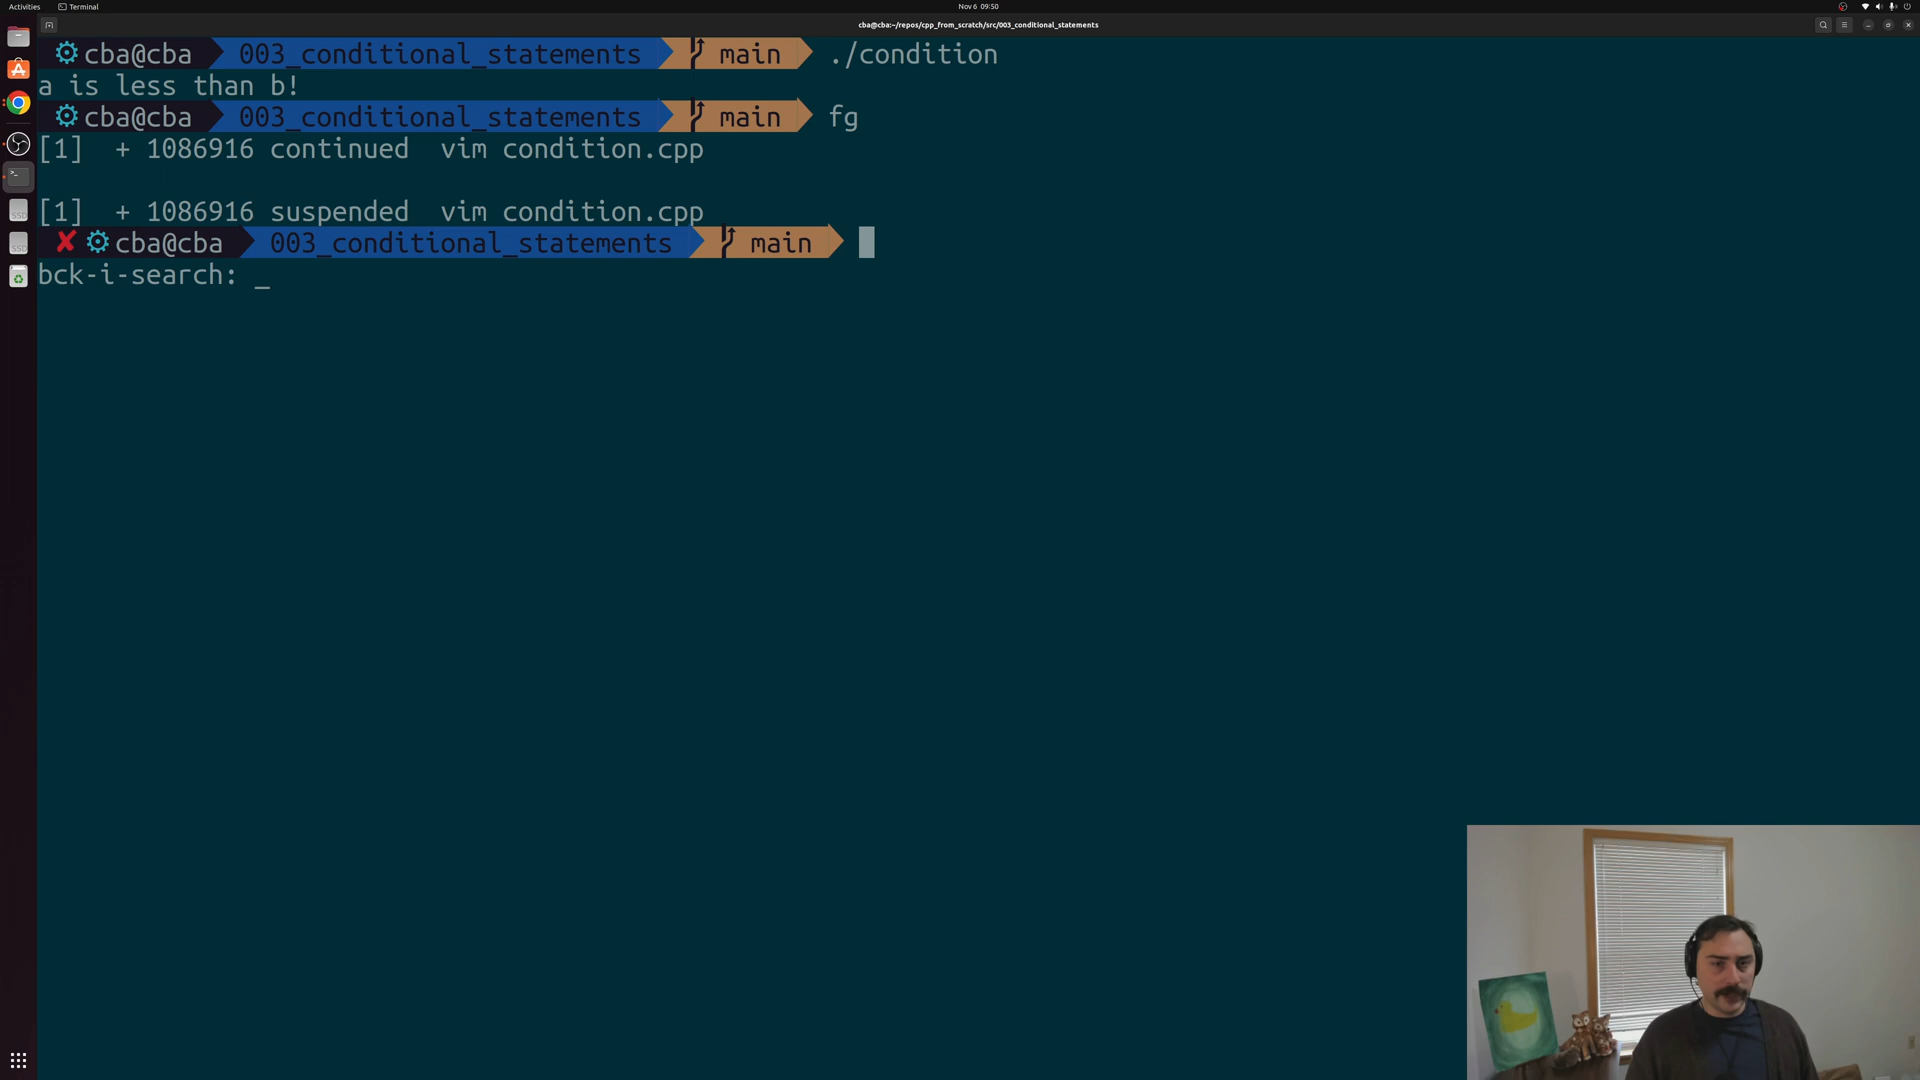 Activities Terminal Nov 6 09:50
cba@cba:~/repos/cpp_from_scratch/src/003_conditional_statements
cba@cba 003_conditional_statements main ./condition
a is less than b!
cba@cba 003_conditional_statements main fg
[1] + 1086916 continued vim condition.cpp
[1] + 1086916 suspended vim condition.cpp
✘ cba@cba 003_conditional_statements main
bck-i-search: _
SSD
SSD